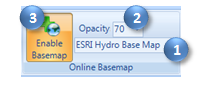 3
2
Opacity 70
Enable
Basemap
ESRI Hydro Base Map
1
Online Basemap